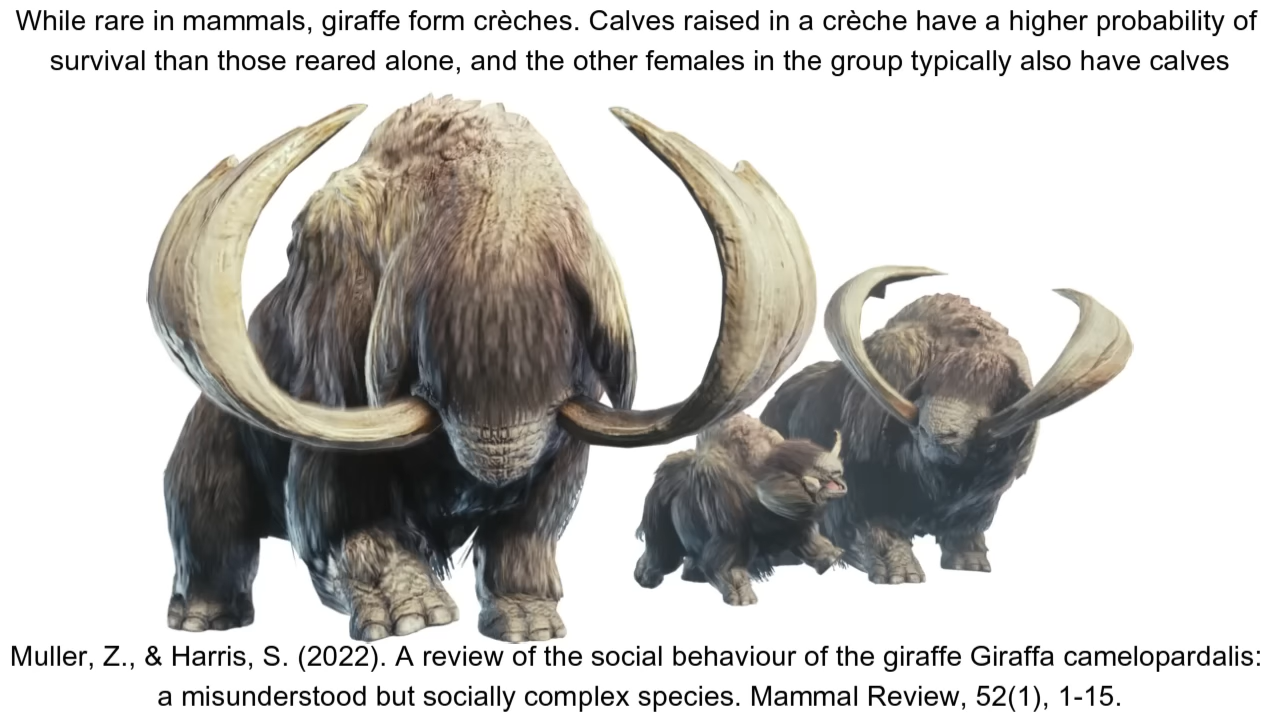 While rare in mammals, giraffe form crèches. Calves raised in a crèche have a higher probability of
survival than those reared alone, and the other females in the group typically also have calves
Muller, Z., & Harris, S. (2022). A review of the social behaviour of the giraffe Giraffa camelopardalis:
a misunderstood but socially complex species. Mammal Review, 52(1), 1-15.